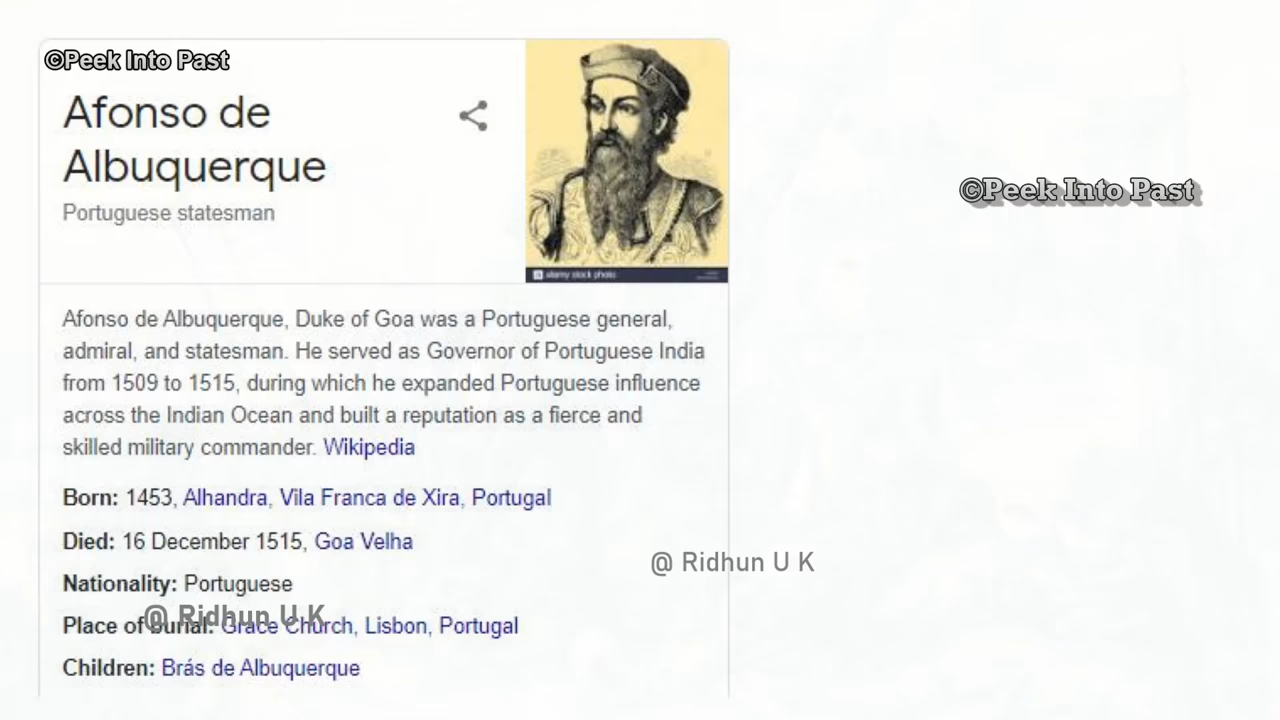 ©Peek Into Past
Afonso de
Albuquerque
Portuguese statesman
alamy stock photo
©Peek Into Past
Afonso de Albuquerque, Duke of Goa was a Portuguese general,
admiral, and statesman. He served as Governor of Portuguese India
from 1509 to 1515, during which he expanded Portuguese influence
across the Indian Ocean and built a reputation as a fierce and
skilled military commander. Wikipedia
Born: 1453, Alhandra, Vila Franca de Xira, Portugal
Died: 16 December 1515, Goa Velha
@ Ridhun U K
Nationality: Portuguese
@ Ridhun U K
Place of burial: Grace Church, Lisbon, Portugal
Children: Brás de Albuquerque